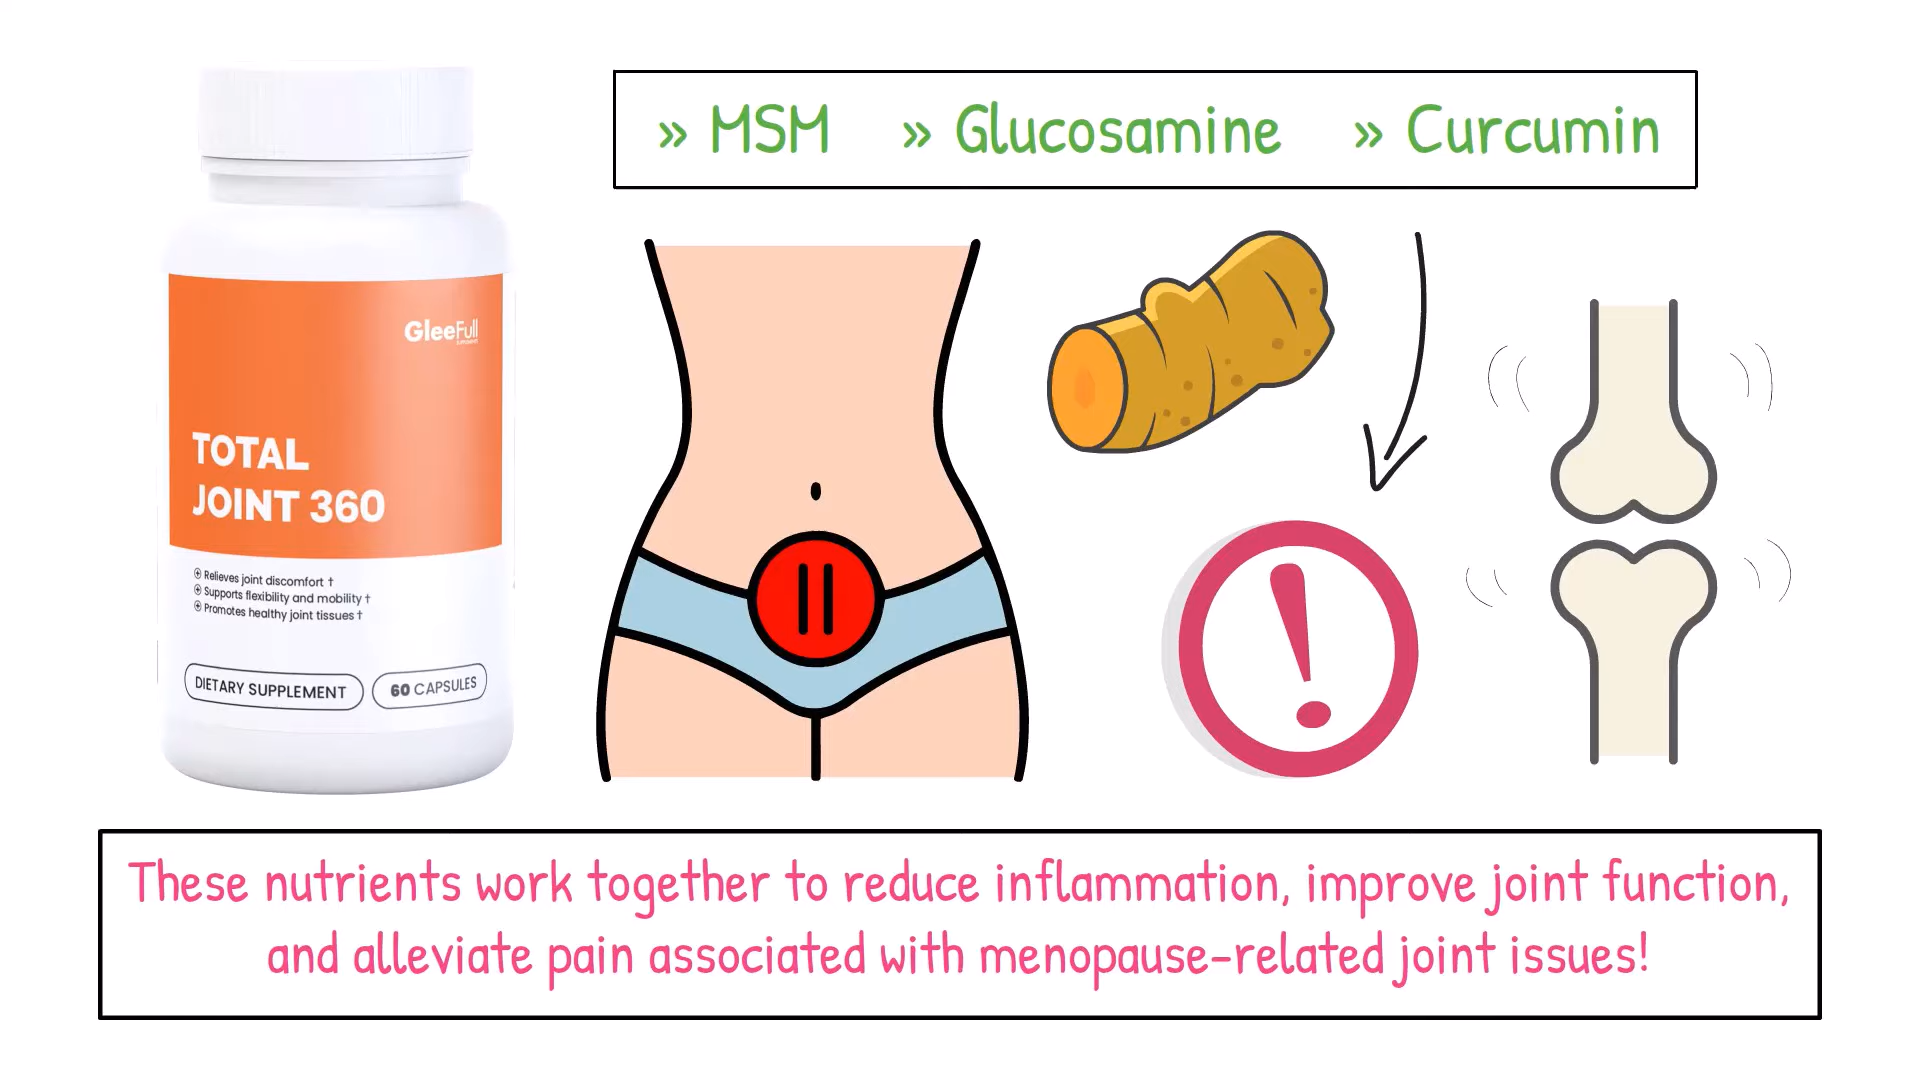 » MSM » Glucosamine » Curcumin
GleeFull
TOTAL
JOINT 360
Relieves joint discomfort †
Supports flexibility and mobility †
Promotes healthy joint tissues †
DIETARY SUPPLEMENT 60 CAPSULES
These nutrients work together to reduce inflammation, improve joint function,
and alleviate pain associated with menopause-related joint issues!